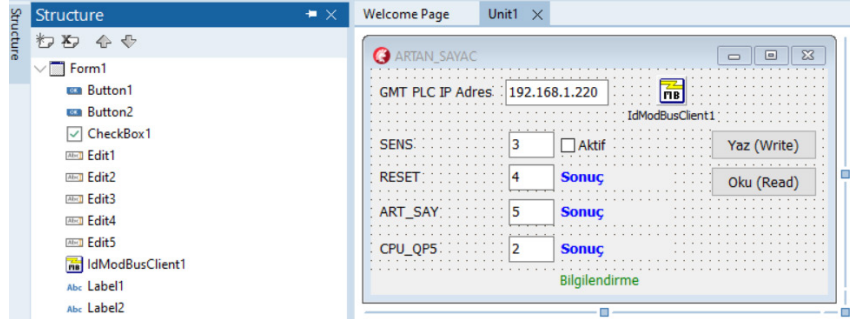 Structure
Structure
Form1
Button1
Button2
CheckBox1
Edit1
Edit2
Edit3
Edit4
Edit5
IdModBusClient1
Label1
Label2
Welcome Page
Unit1
ARTAN_SAYAC
GMT PLC IP Adres 192.168.1.220
MB
IdModBusClient1
SENS 3 Aktif Yaz (Write)
RESET 4 Sonuç Oku (Read)
ART_SAY 5 Sonuç
CPU_QP5 2 Sonuç
Bilgilendirme